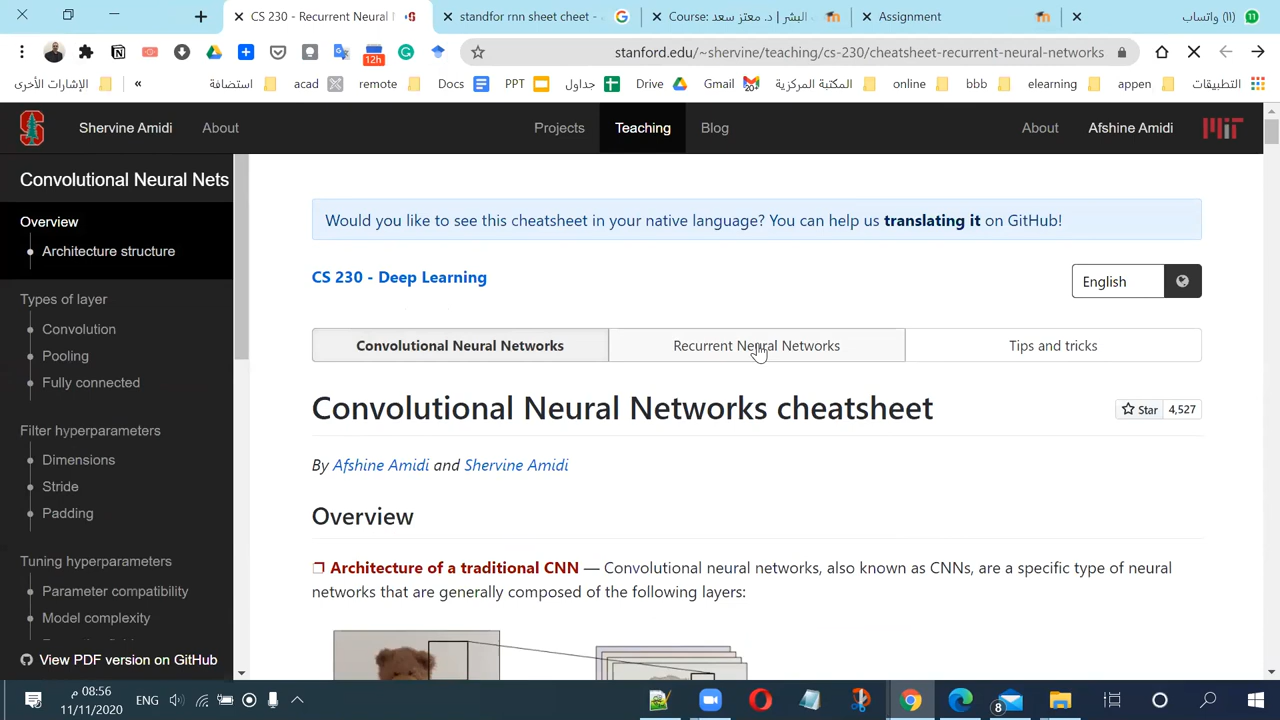 CS 230 - Recurrent Neural
standfor rnn sheet cheet -
Course: د. معتز سعد | البشر
Assignment
(11) واتساب
11
stanford.edu/~shervine/teaching/cs-230/cheatsheet-recurrent-neural-networks
12h
الإشارات المرجعية الأخرى
»
استضافة
acad
remote
Docs
PPT
جداول
Drive
Gmail
20+
المكتبة المركزية
online
bbb
elearning
appen
التطبيقات
Shervine Amidi
About
Projects
Teaching
Blog
About
Afshine Amidi
Convolutional Neural Nets
Overview
Architecture structure
Types of layer
Convolution
Pooling
Fully connected
Filter hyperparameters
Dimensions
Stride
Padding
Tuning hyperparameters
Parameter compatibility
Model complexity
View PDF version on GitHub
Would you like to see this cheatsheet in your native language? You can help us translating it on GitHub!
CS 230 - Deep Learning
English
Convolutional Neural Networks
Recurrent Neural Networks
Tips and tricks
Convolutional Neural Networks cheatsheet
Star 4,527
By Afshine Amidi and Shervine Amidi
Overview
❐ Architecture of a traditional CNN — Convolutional neural networks, also known as CNNs, are a specific type of neural
networks that are generally composed of the following layers:
08:56 م
11/11/2020
ENG
8